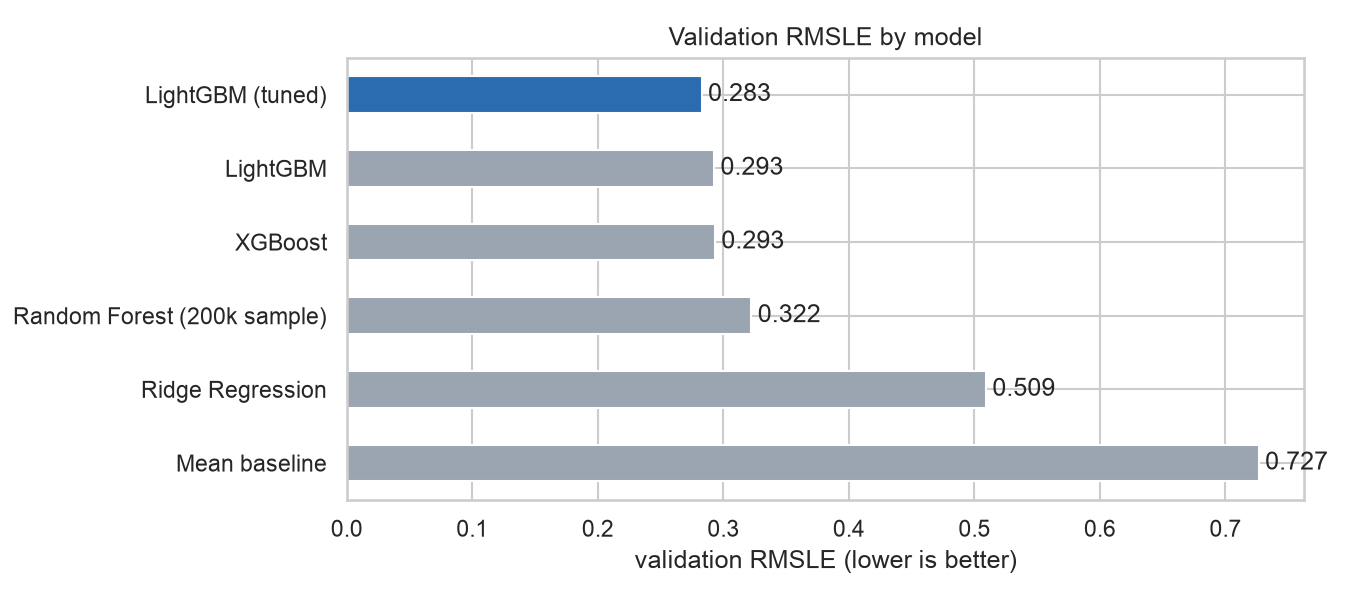 Validation RMSLE by model
LightGBM (tuned) 0.283
LightGBM 0.293
XGBoost 0.293
Random Forest (200k sample) 0.322
Ridge Regression 0.509
Mean baseline 0.727
0.0 0.1 0.2 0.3 0.4 0.5 0.6 0.7
validation RMSLE (lower is better)